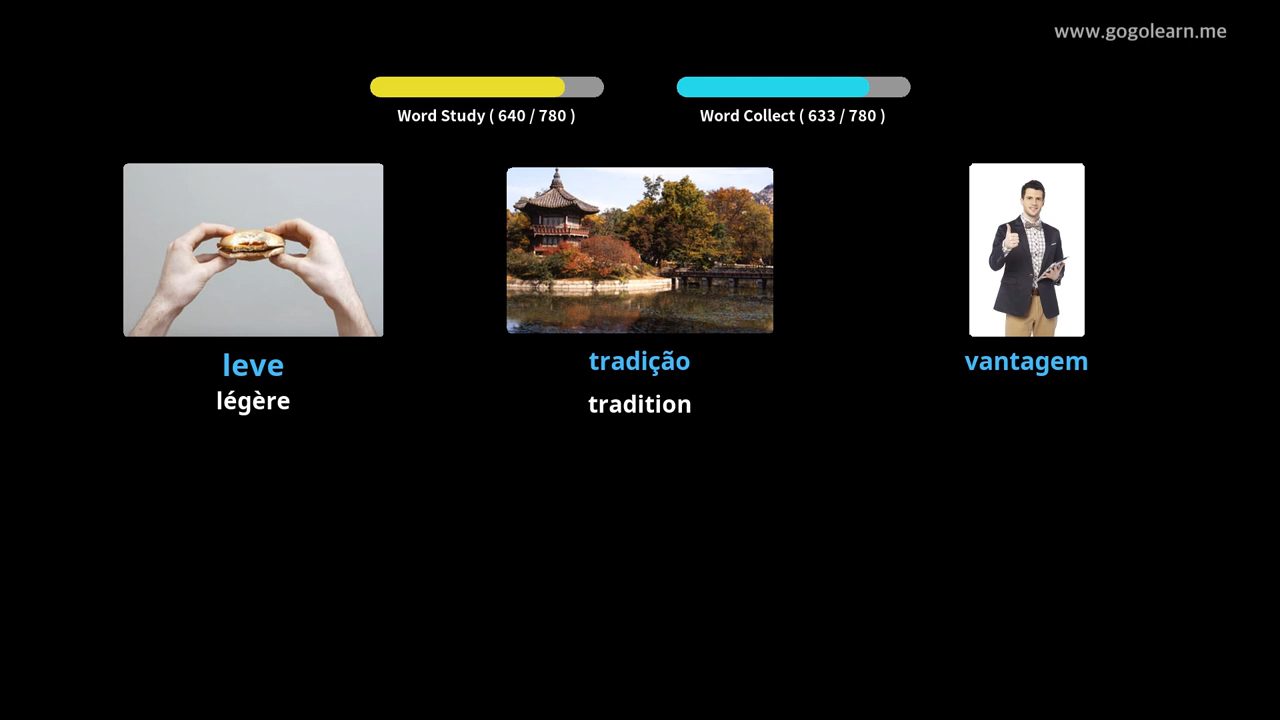 www.gogolearn.me
Word Study ( 640 / 780 )
Word Collect ( 633 / 780 )
leve
légère
tradição
tradition
vantagem